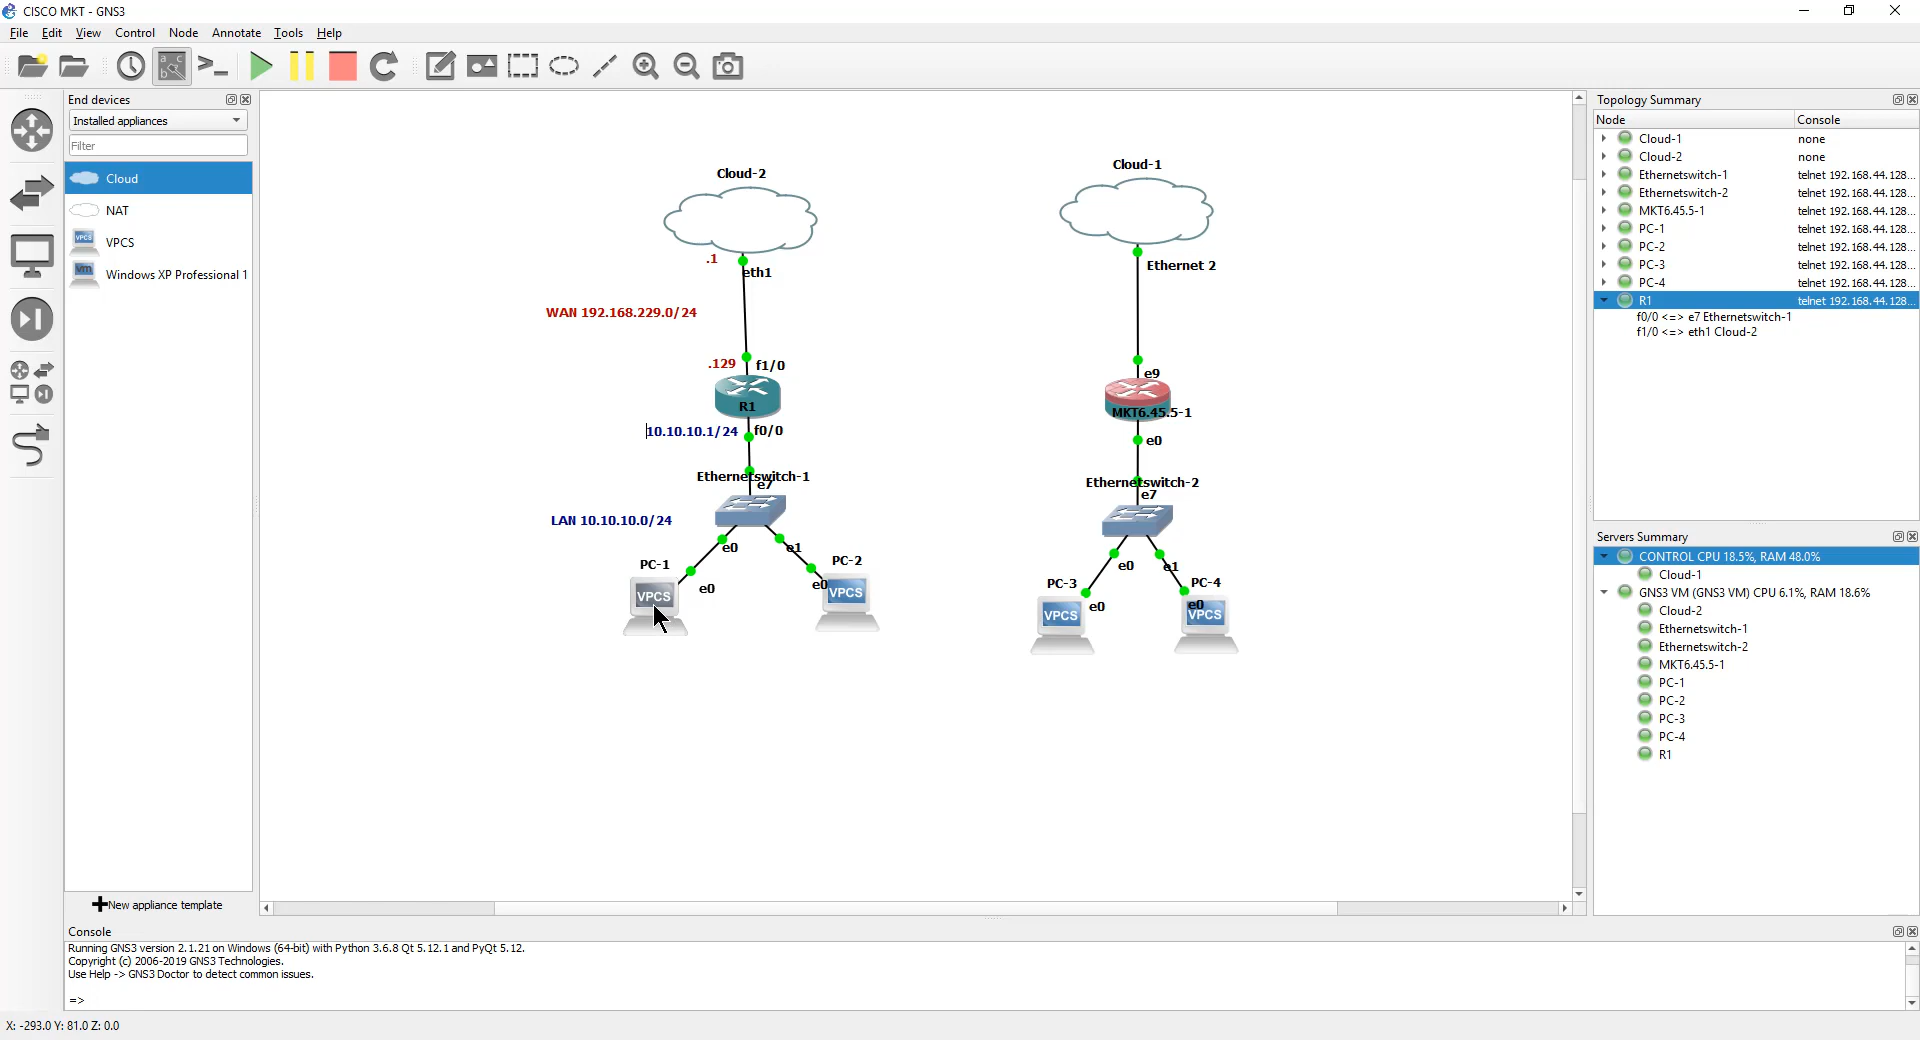 CISCO MKT - GNS3
File Edit View Control Node Annotate Tools Help
End devices
Installed appliances
Filter
Cloud
NAT
VPCS
VPCS
vm
Windows XP Professional 1
New appliance template
Cloud-2
.1
eth1
WAN 192.168.229.0/24
.129
f1/0
R1
10.10.10.1/24
f0/0
Ethernetswitch-1
e7
LAN 10.10.10.0/24
e0
e1
PC-1
PC-2
e0
e0
VPCS
VPCS
Cloud-1
Ethernet 2
e9
MKT6.45.5-1
e0
Ethernetswitch-2
e7
e0
e1
PC-3
PC-4
e0
e0
VPCS
VPCS
Topology Summary
Node Console
Cloud-1 none
Cloud-2 none
Ethernetswitch-1 telnet 192.168.44.128...
Ethernetswitch-2 telnet 192.168.44.128...
MKT6.45.5-1 telnet 192.168.44.128...
PC-1 telnet 192.168.44.128...
PC-2 telnet 192.168.44.128...
PC-3 telnet 192.168.44.128...
PC-4 telnet 192.168.44.128...
R1 telnet 192.168.44.128...
f0/0 <=> e7 Ethernetswitch-1
f1/0 <=> eth1 Cloud-2
Servers Summary
CONTROL CPU 18.5%, RAM 48.0%
Cloud-1
GNS3 VM (GNS3 VM) CPU 6.1%, RAM 18.6%
Cloud-2
Ethernetswitch-1
Ethernetswitch-2
MKT6.45.5-1
PC-1
PC-2
PC-3
PC-4
R1
Console
Running GNS3 version 2.1.21 on Windows (64-bit) with Python 3.6.8 Qt 5.12.1 and PyQt 5.12.
Copyright (c) 2006-2019 GNS3 Technologies.
Use Help -> GNS3 Doctor to detect common issues.
=>
X: -293.0 Y: 81.0 Z: 0.0